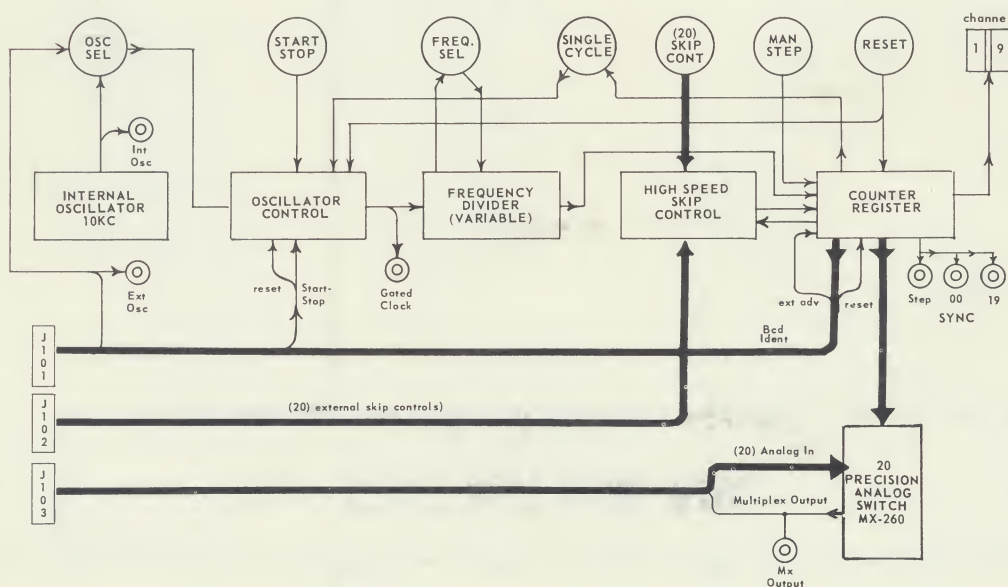 OSC
SEL
START
STOP
FREQ.
SEL
SINGLE
CYCLE
(20)
SKIP
CONT
MAN
STEP
RESET
channe
1 9
Int
Osc
INTERNAL
OSCILLATOR
10KC
OSCILLATOR
CONTROL
FREQUENCY
DIVIDER
(VARIABLE)
HIGH SPEED
SKIP
CONTROL
COUNTER
REGISTER
Ext
Osc
reset
Start-
Stop
Gated
Clock
ext adv
reset
Step
00
19
SYNC
Bcd
Ident
J
1
0
1
J
1
0
2
(20) external skip controls)
J
1
0
3
(20) Analog In
Multiplex Output
20
PRECISION
ANALOG
SWITCH
MX-260
Mx
Output